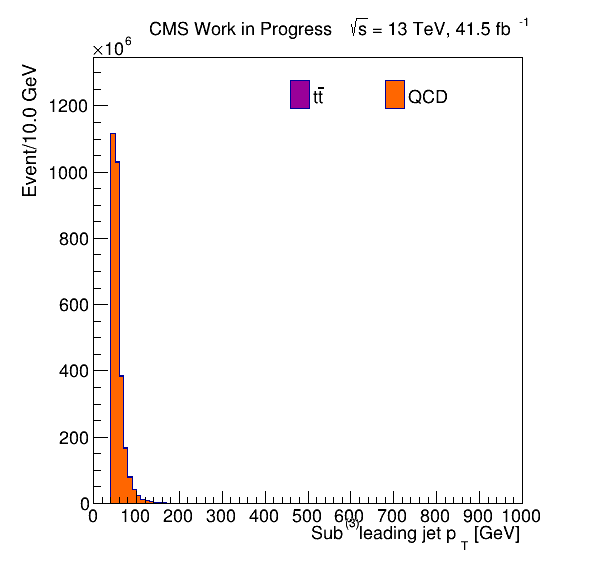 CMS Work in Progress √s = 13 TeV, 41.5 fb⁻¹
×10⁶
Event/10.0 GeV
tt̄
QCD
1200
1000
800
600
400
200
0
0 100 200 300 400 500 600 700 800 900 1000
Sub⁽³⁾leading jet p_T [GeV]